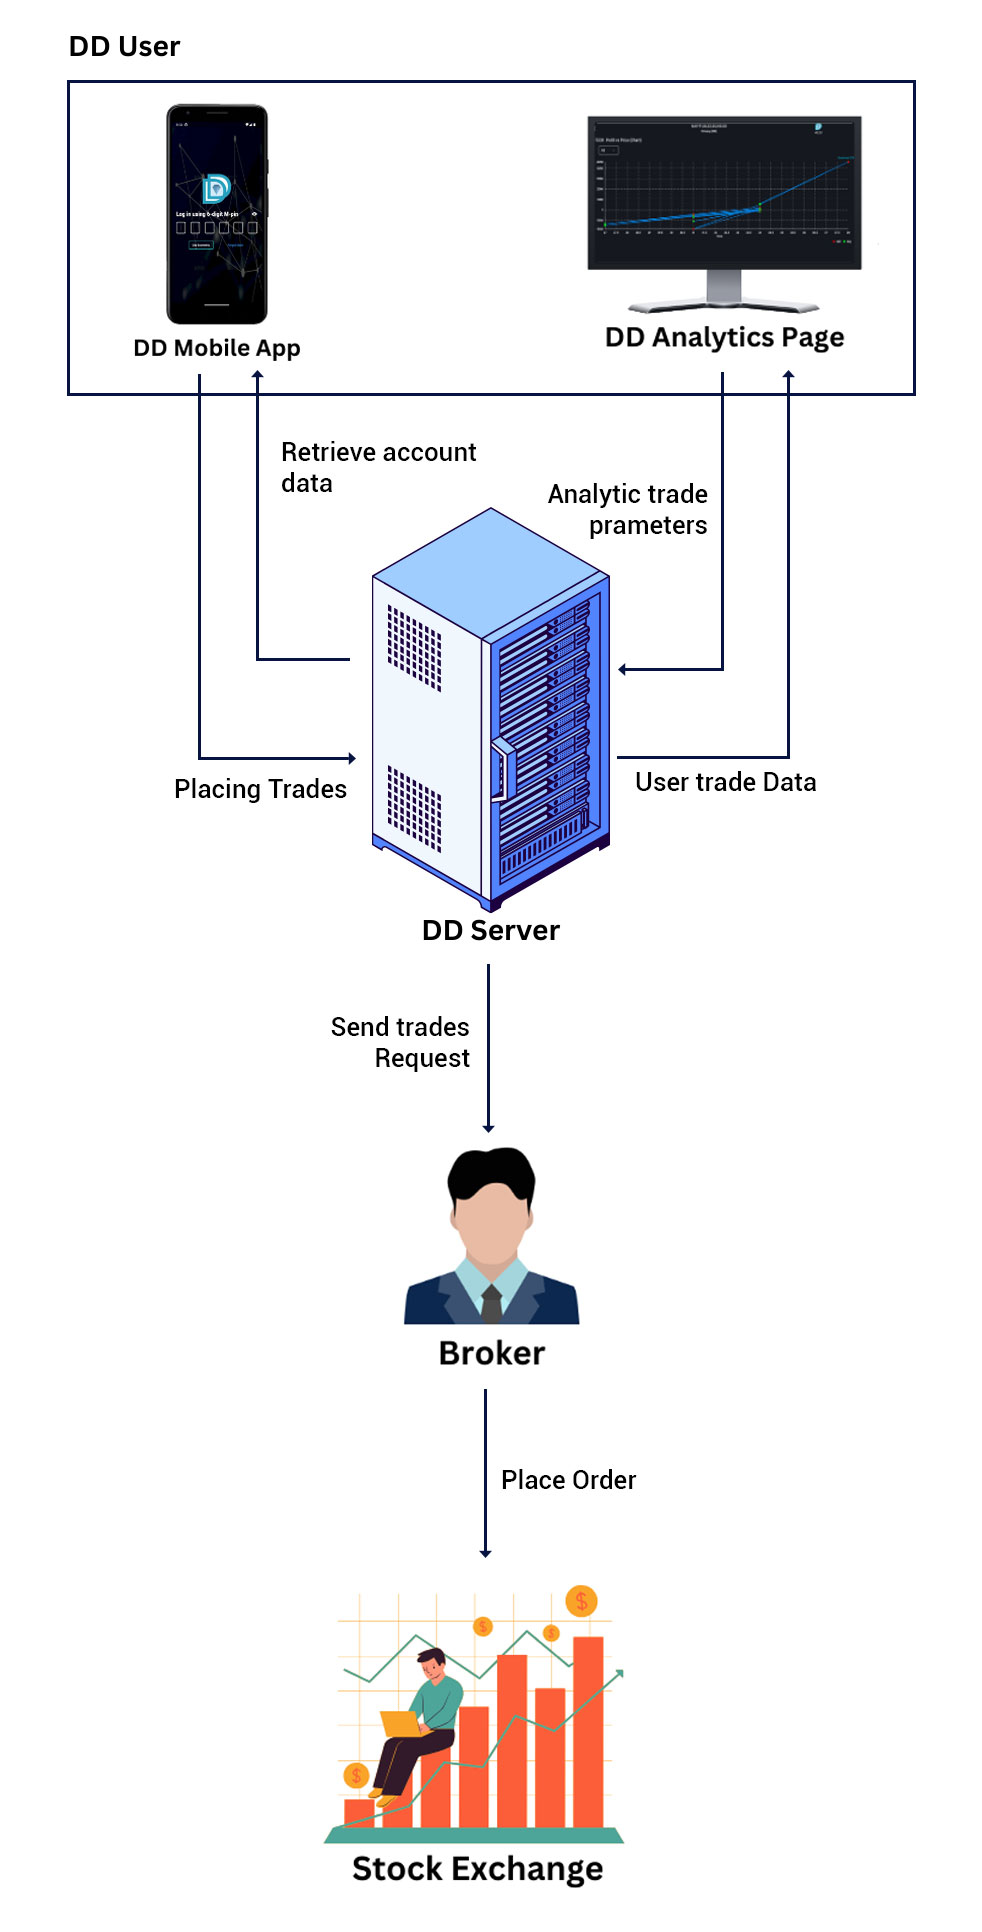 DD User
Log in using 6-digit M-pin
DD Mobile App
DD Analytics Page
Retrieve account
data
Analytic trade
prameters
Placing Trades
User trade Data
DD Server
Send trades
Request
Broker
Place Order
$
$
$
$
Stock Exchange